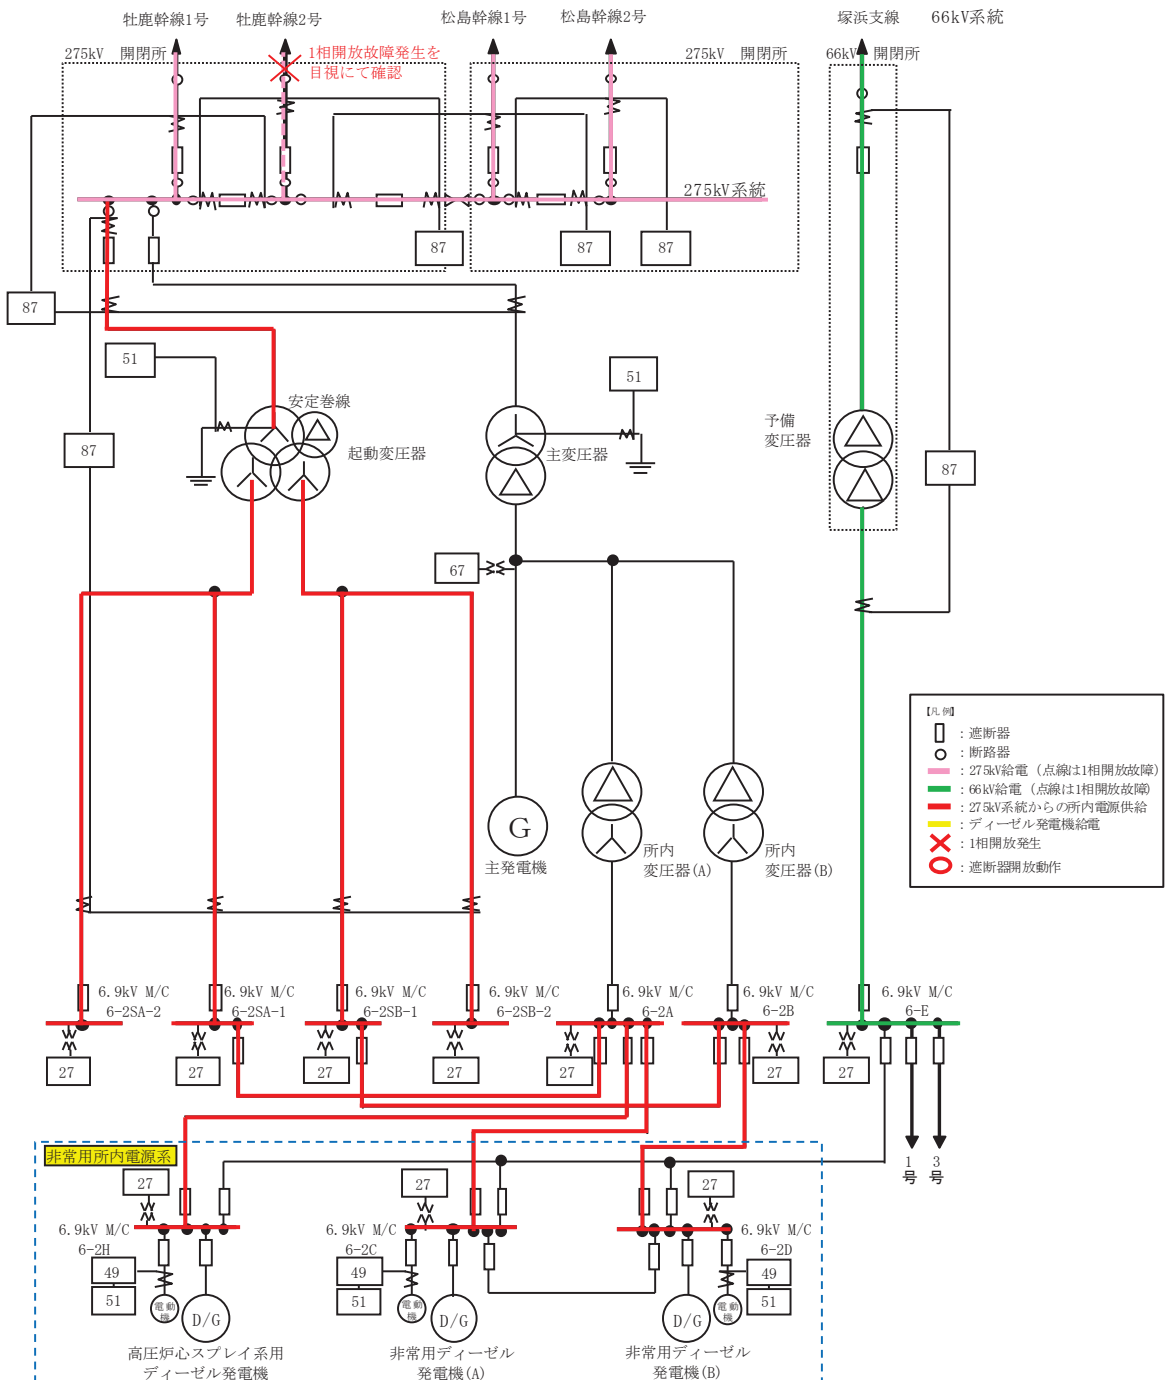 牡鹿幹線1号
牡鹿幹線2号
松島幹線1号
松島幹線2号
塚浜支線
66kV系統
275kV 開閉所
1相開放故障発生を
目視にて確認
275kV 開閉所
66kV 開閉所
275kV系統
87
87
87
87
51
87
51
安定巻線
起動変圧器
主変圧器
予備
変圧器
87
67
【凡例】
：遮断器
：断路器
：275kV給電（点線は1相開放故障）
：66kV給電（点線は1相開放故障）
：275kV系統からの所内電源供給
：ディーゼル発電機給電
：1相開放発生
：遮断器開放動作
G
主発電機
所内
変圧器(A)
所内
変圧器(B)
6.9kV M/C
6-2SA-2
6.9kV M/C
6-2SA-1
6.9kV M/C
6-2SB-1
6.9kV M/C
6-2SB-2
6.9kV M/C
6-2A
6.9kV M/C
6-2B
6.9kV M/C
6-E
27
27
27
27
27
27
27
1
号
3
号
非常用所内電源系
27
27
27
6.9kV M/C
6-2H
6.9kV M/C
6-2C
6.9kV M/C
6-2D
49
51
電動
機
D/G
49
51
電動
機
D/G
D/G
電動
機
49
51
高圧炉心スプレイ系用
ディーゼル発電機
非常用ディーゼル
発電機(A)
非常用ディーゼル
発電機(B)